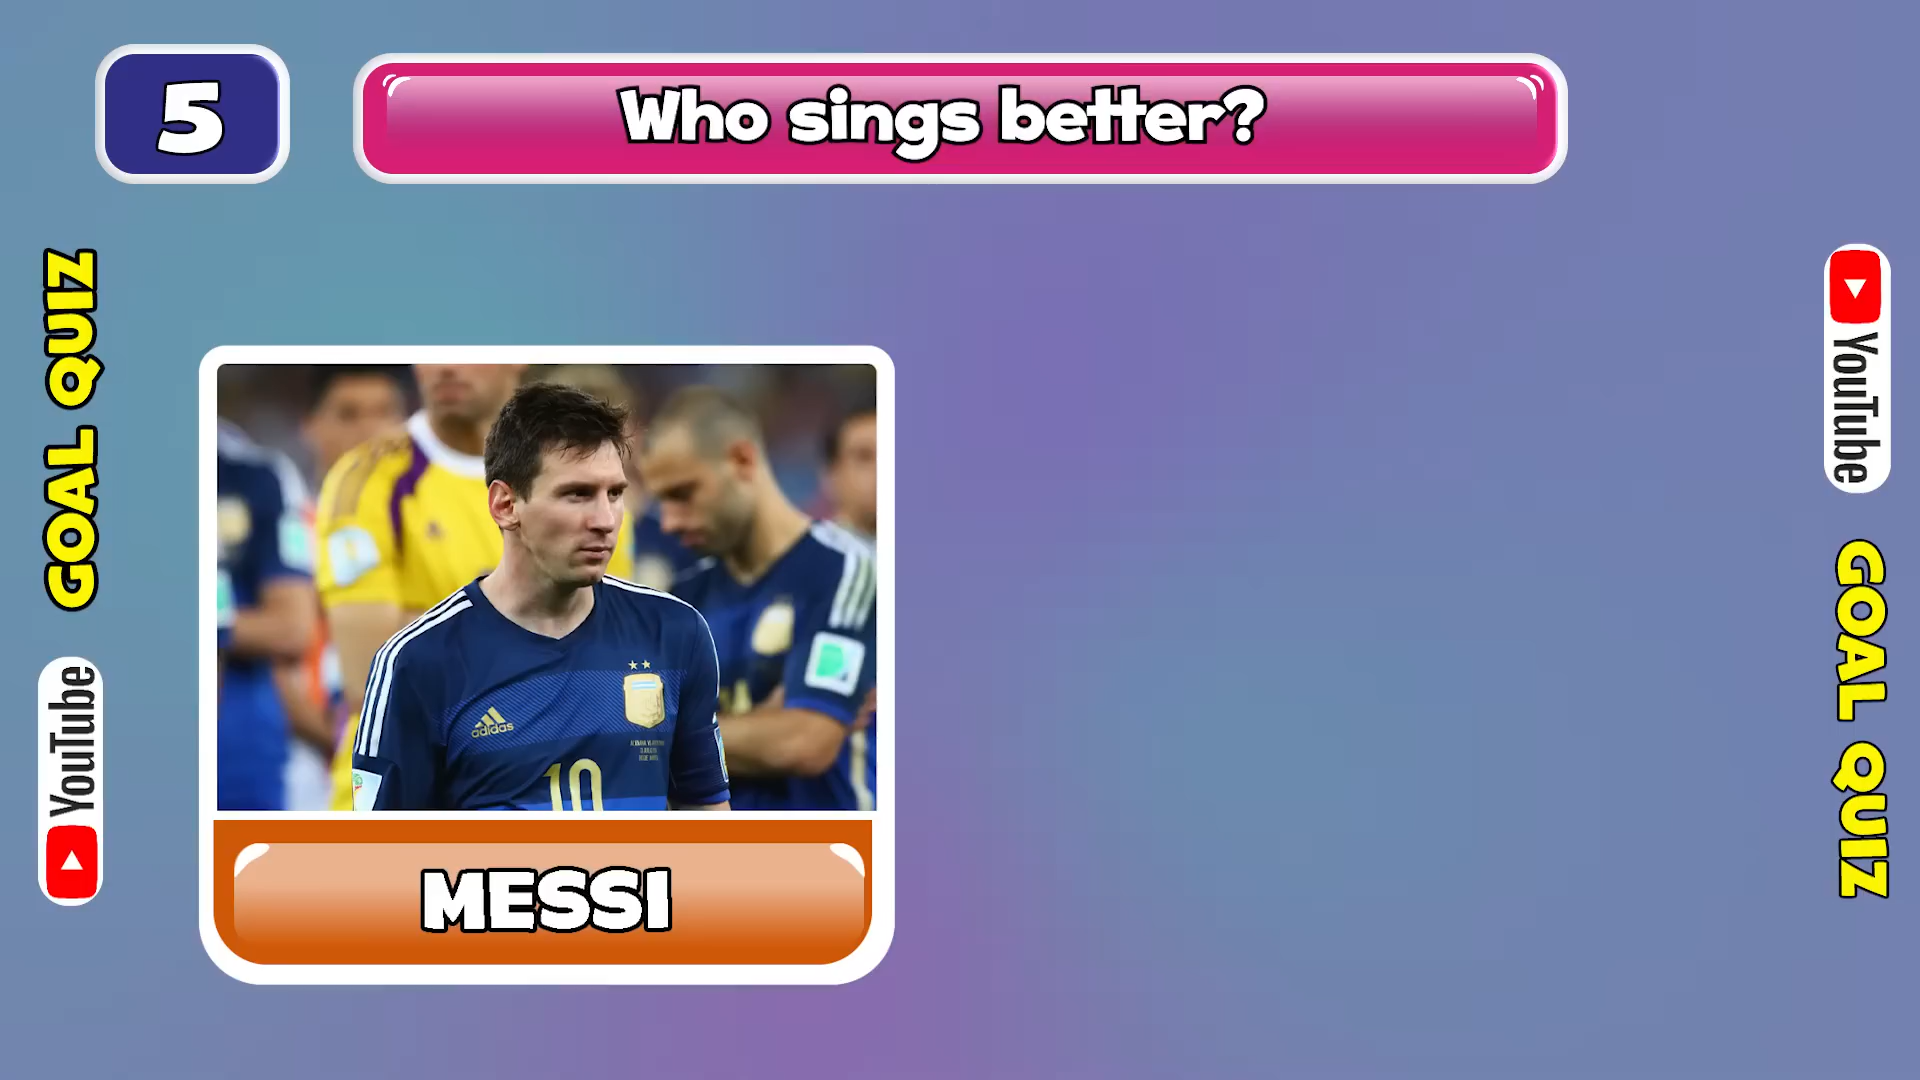 5
Who sings better?
GOAL QUIZ
YouTube
adidas
10
MESSI
YouTube
GOAL QUIZ